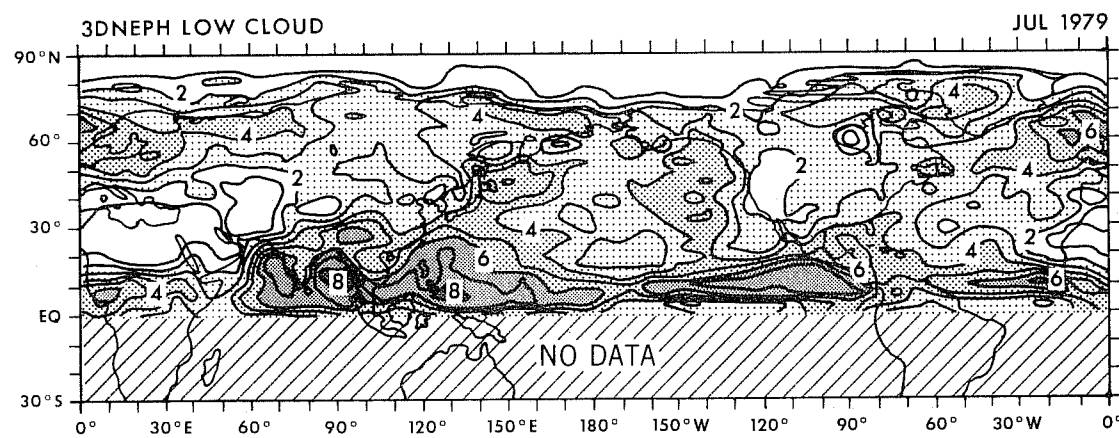 3DNEPH LOW CLOUD JUL 1979
90°N
2 4 2 4 6
60° 4
2 2 4
30° 4 2
6 4
4 8 8 6 6
EQ
NO DATA
30°S
0° 30°E 60° 90° 120° 150°E 180° 150°W 120° 90° 60° 30°W 0°